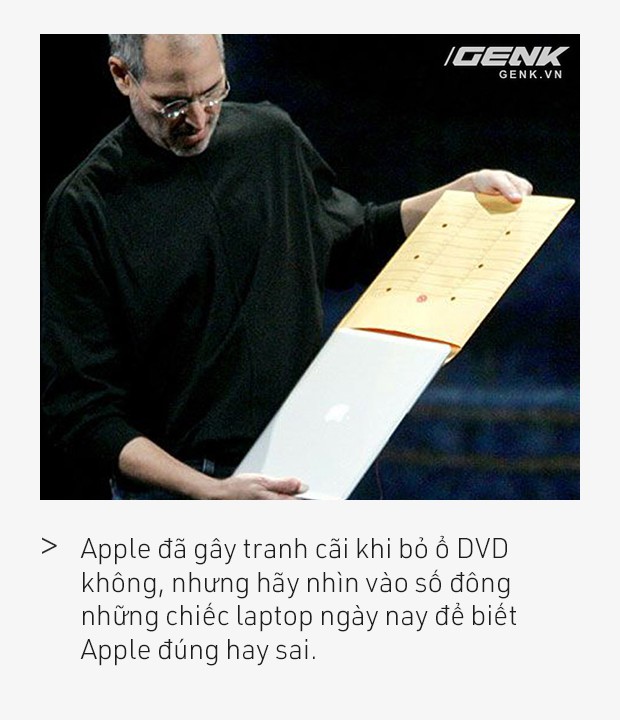 GENK
GENK.VN
> Apple đã gây tranh cãi khi bỏ ổ DVD
không, nhưng hãy nhìn vào số đông
những chiếc laptop ngày nay để biết
Apple đúng hay sai.